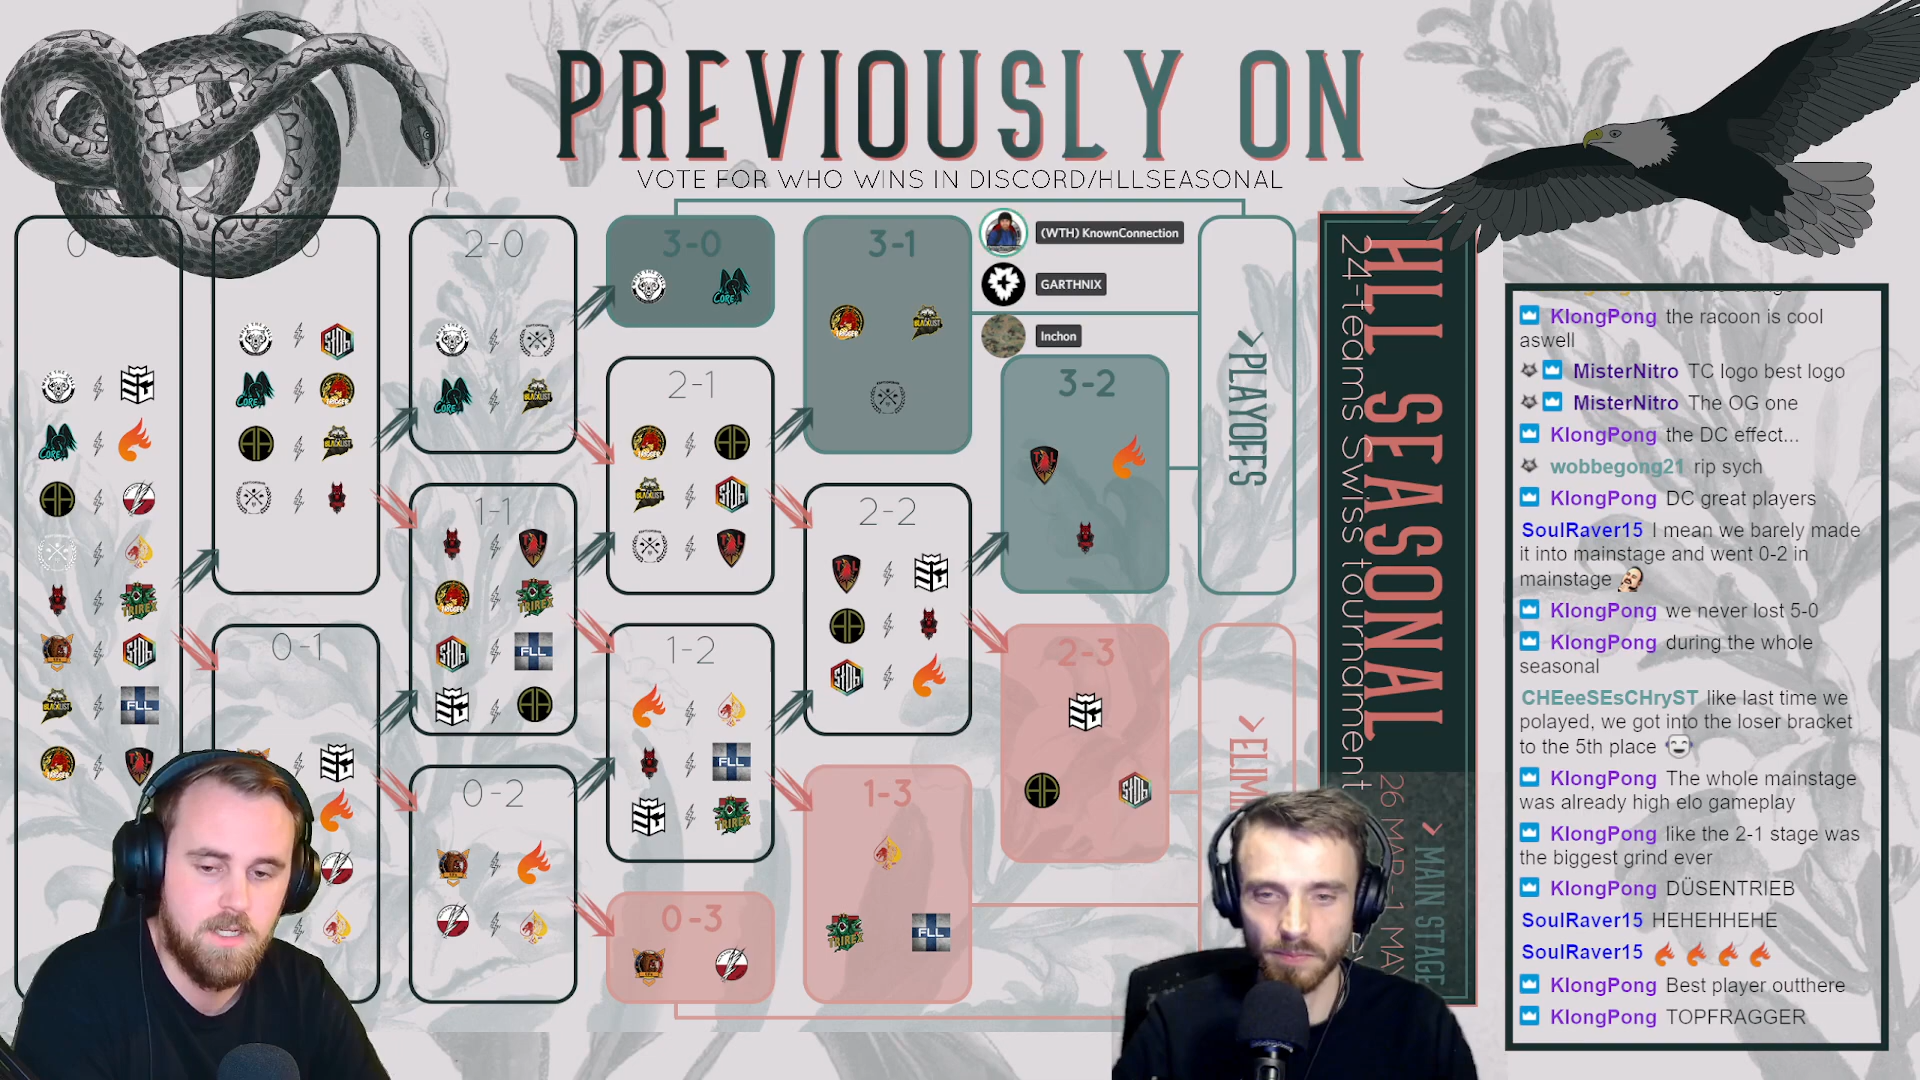 PREVIOUSLY ON
VOTE FOR WHO WINS IN DISCORD/HLLSEASONAL
2-0
3-0
3-1
2-1
1-1
2-2
3-2
0-1
1-2
0-2
2-3
1-3
0-3
(WTH) KnownConnection
GARTHNIX
Inchon
PLAYOFFS
HLL SEASONAL
24-teams Swiss tournament
MAIN STAGE
CORE
BLACKLIST
TRIGGER
TRIREX
STDB
FLL
KlongPong the racoon is cool
aswell
MisterNitro TC logo best logo
MisterNitro The OG one
KlongPong the DC effect...
wobbegong21 rip sych
KlongPong DC great players
SoulRaver15 I mean we barely made
it into mainstage and went 0-2 in
mainstage
KlongPong we never lost 5-0
KlongPong during the whole
seasonal
CHEeeSEsCHryST like last time we
polayed, we got into the loser bracket
to the 5th place
KlongPong The whole mainstage
was already high elo gameplay
KlongPong like the 2-1 stage was
the biggest grind ever
KlongPong DÜSENTRIEB
SoulRaver15 HEHEHHEHE
SoulRaver15
KlongPong Best player outthere
KlongPong TOPFRAGGER